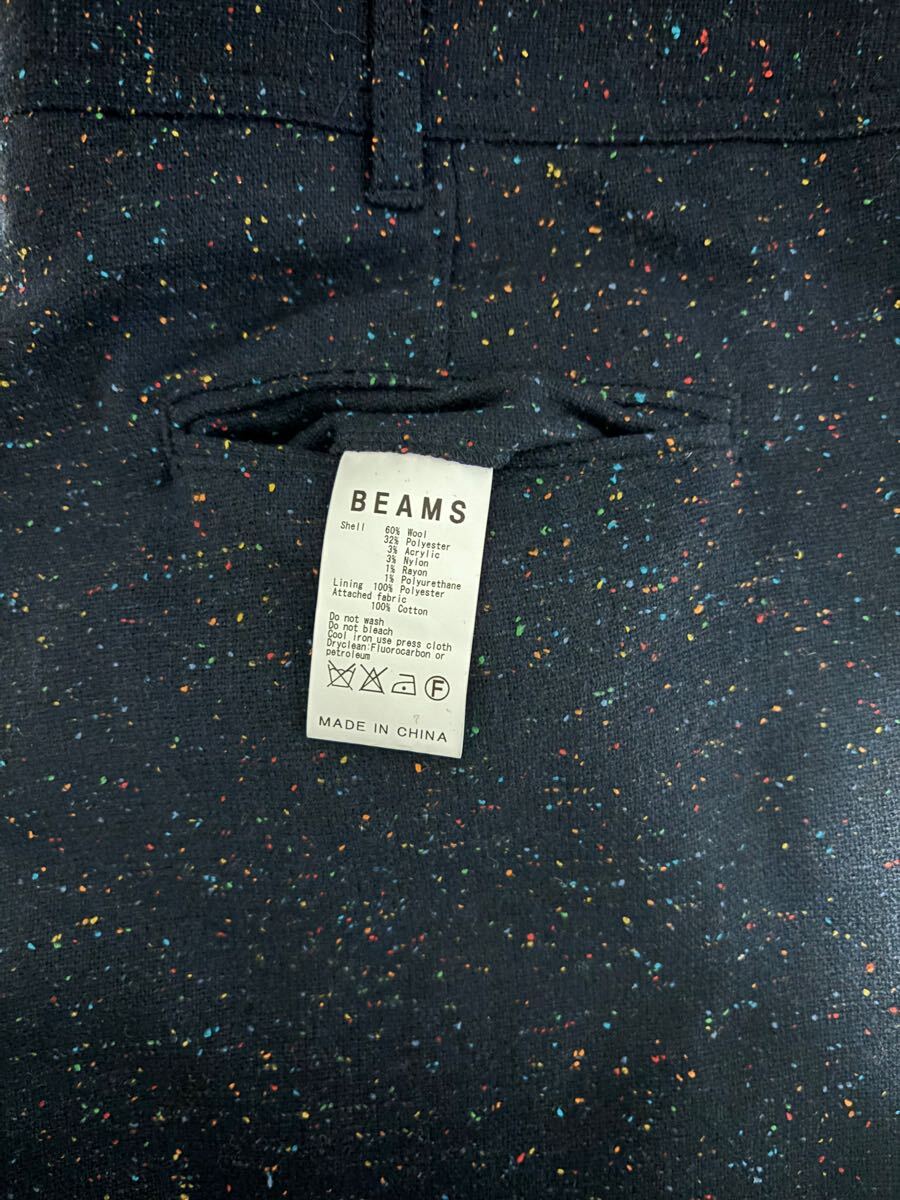 BEAMS
Shell 60% Wool
32% Polyester
3% Acrylic
3% Nylon
1% Rayon
1% Polyurethane
Lining 100% Polyester
Attached fabric
100% Cotton
Do not wash
Do not bleach
Cool iron use press cloth
Dryclean:Fluorocarbon or
petroleum
F
MADE IN CHINA